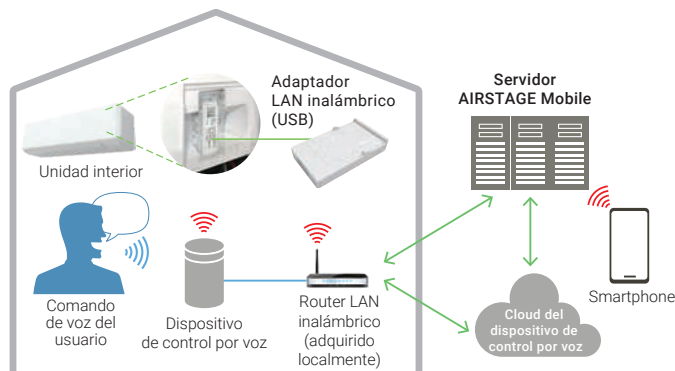 Adaptador
LAN inalámbrico
(USB)
Unidad interior
Servidor
AIRSTAGE Mobile
Comando
de voz del
usuario
Dispositivo
de control por voz
Router LAN
inalámbrico
(adquirido
localmente)
Cloud del
dispositivo de
control por voz
Smartphone